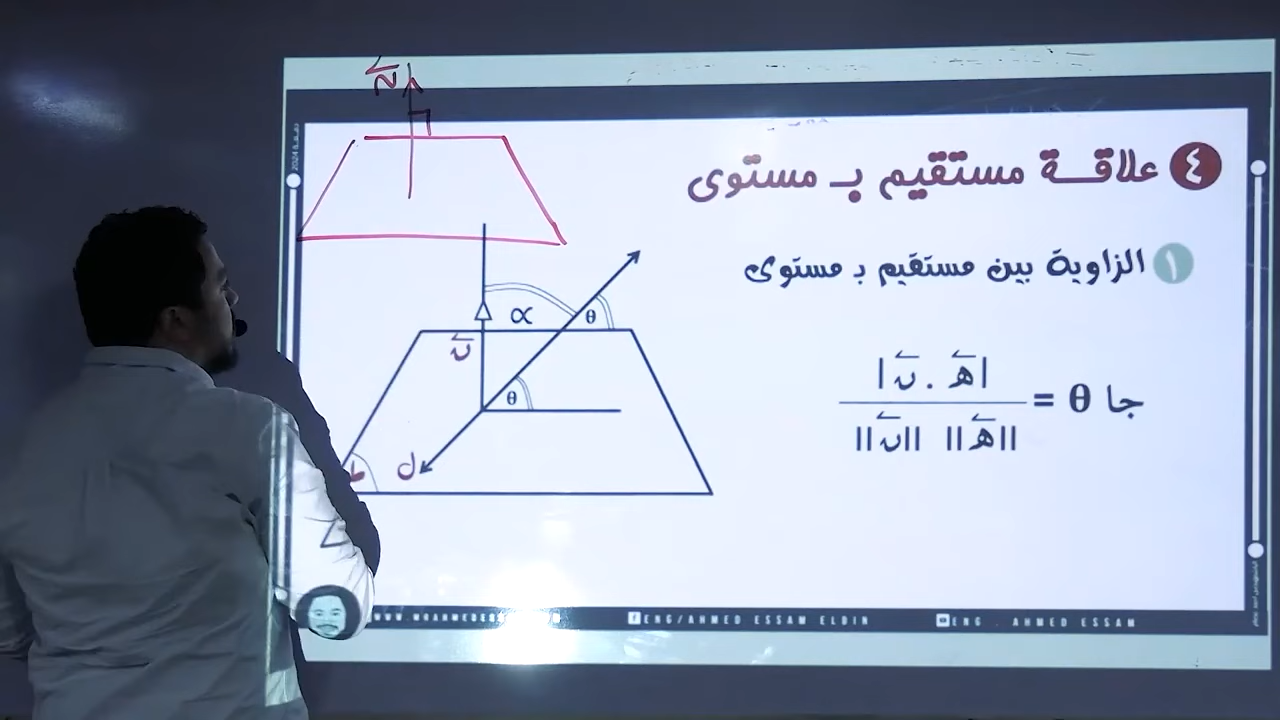 ٤ علاقة مستقيم بـ مستوى
١ الزاوية بين مستقيم بـ مستوى
جا θ = |هـ . ن| / ||هـ|| ||ن||
ن
ن
α
θ
θ
ل
ENG/AHMED ESSAM ELDIN
ENG AHMED ESSAM